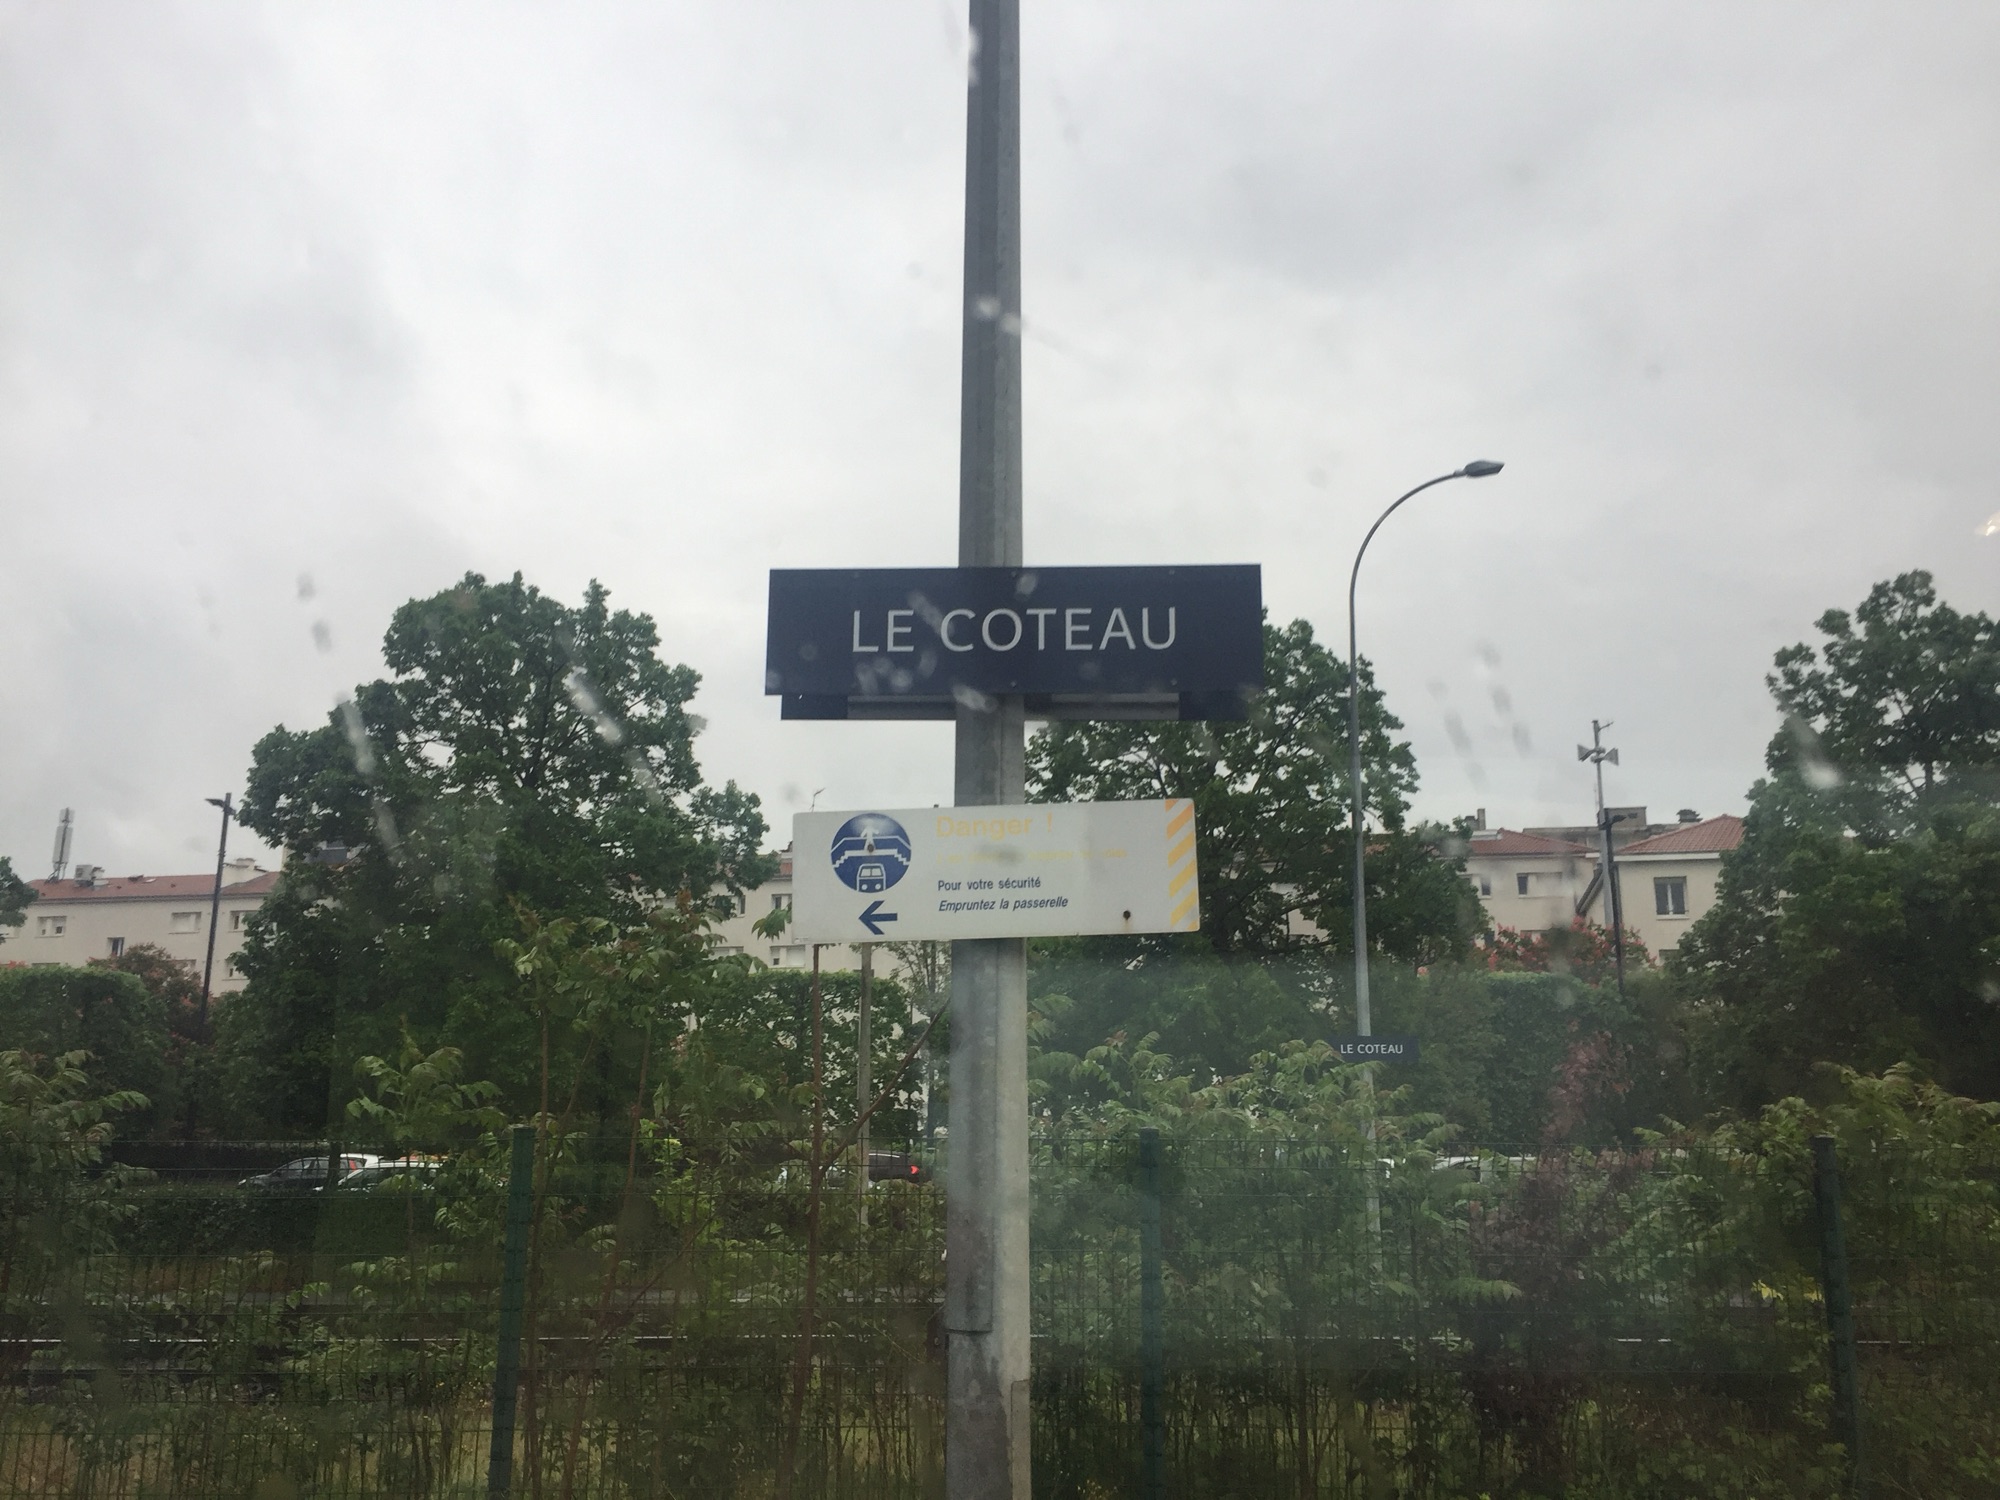 LE COTEAU
Danger !
Pour votre sécurité
Empruntez la passerelle
LE COTEAU